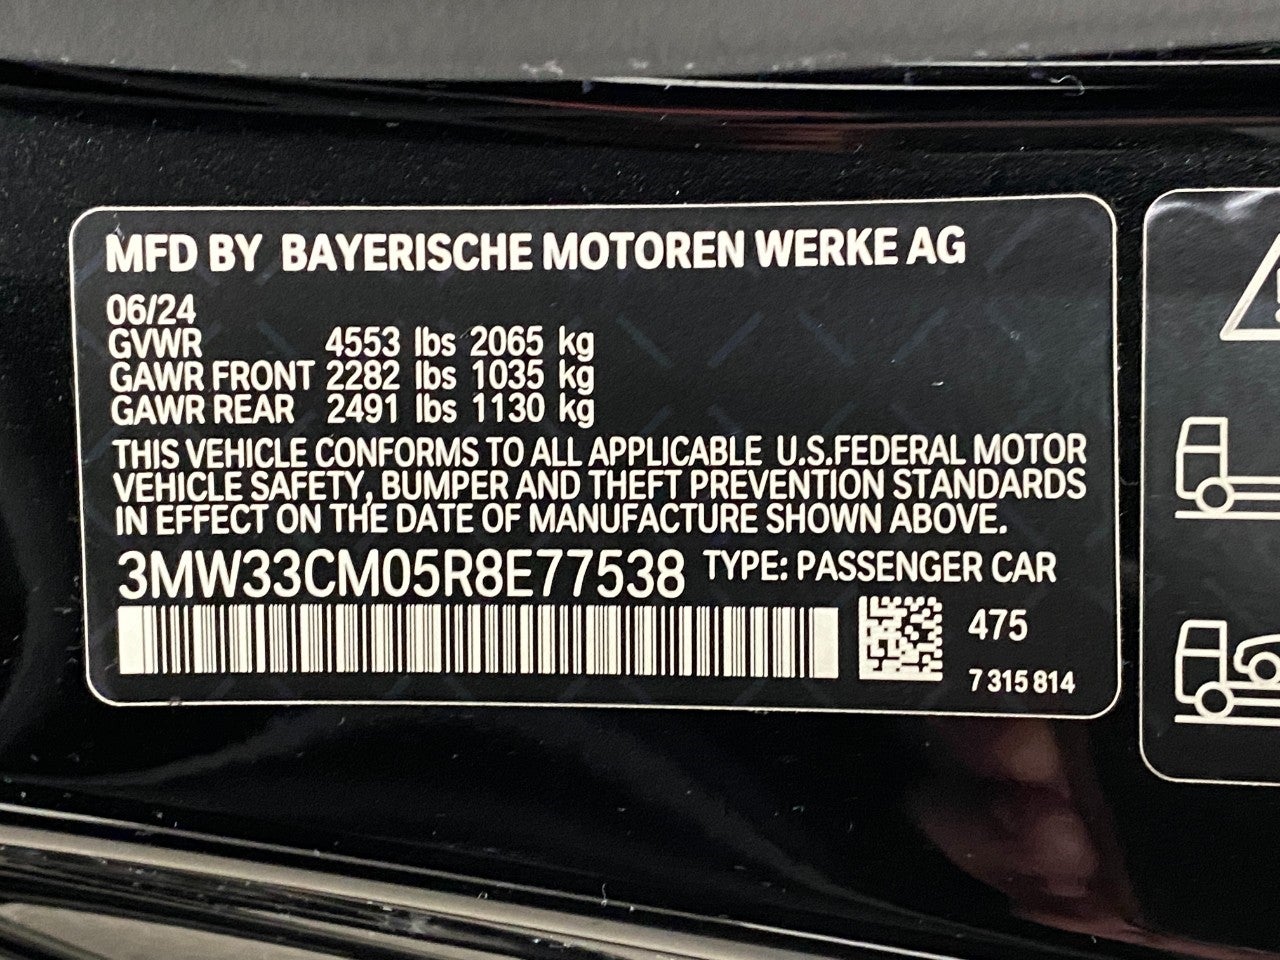 MFD BY BAYERISCHE MOTOREN WERKE AG
06/24
GVWR 4553 lbs 2065 kg
GAWR FRONT 2282 lbs 1035 kg
GAWR REAR 2491 lbs 1130 kg
THIS VEHICLE CONFORMS TO ALL APPLICABLE U.S.FEDERAL MOTOR
VEHICLE SAFETY, BUMPER AND THEFT PREVENTION STANDARDS
IN EFFECT ON THE DATE OF MANUFACTURE SHOWN ABOVE.
3MW33CM05R8E77538 TYPE: PASSENGER CAR
475
7 315 814